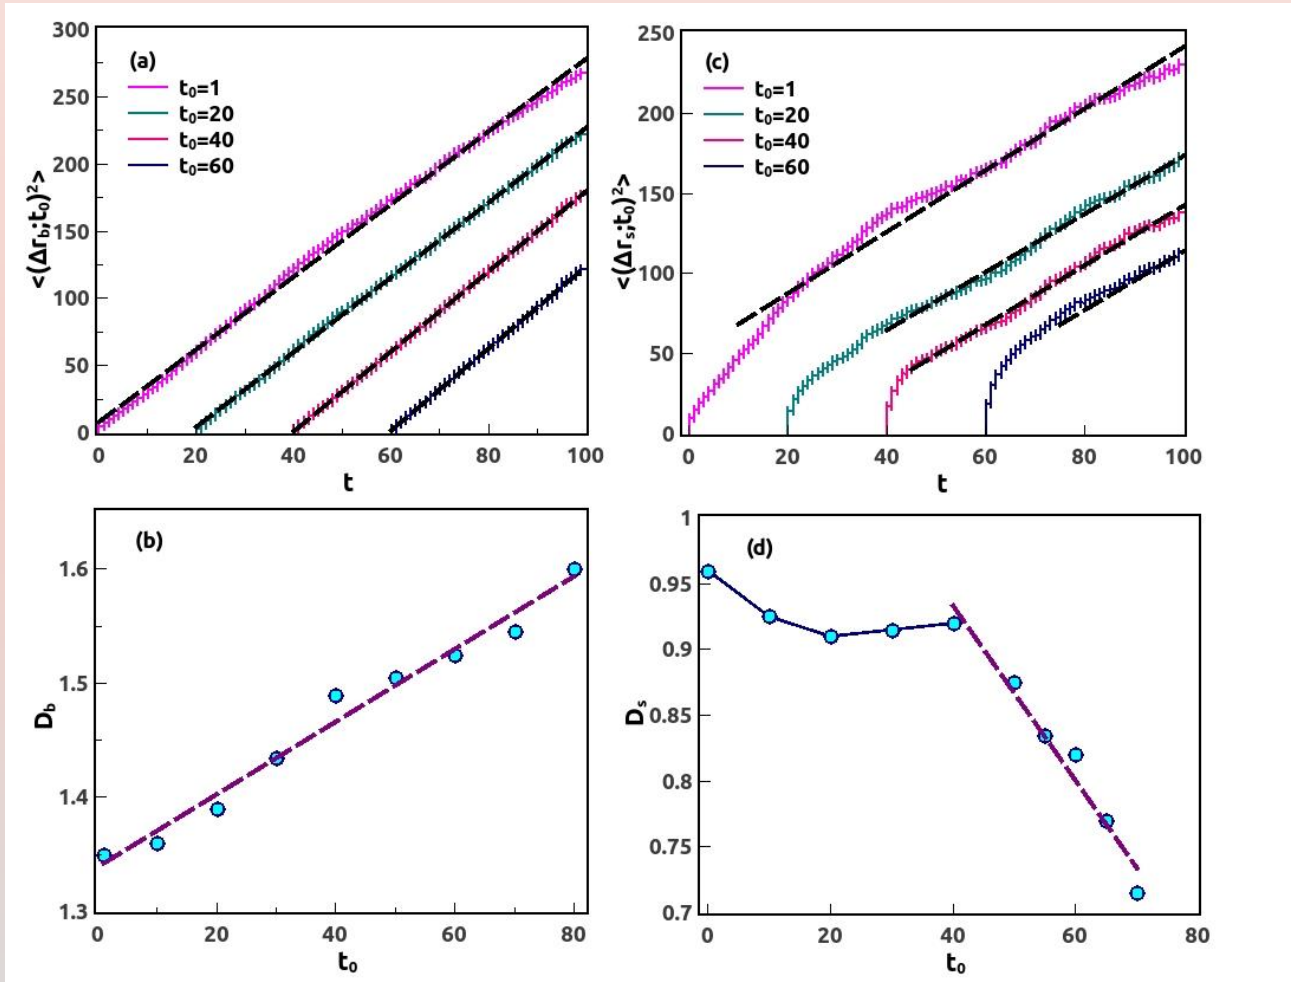 (a)
t₀=1
t₀=20
t₀=40
t₀=60
<(Δr_b;t₀)²>
300
250
200
150
100
50
0
0 20 40 60 80 100
t
(c)
t₀=1
t₀=20
t₀=40
t₀=60
<(Δr_s;t₀)²>
250
200
150
100
50
0
0 20 40 60 80 100
t
(b)
D_b
1.6
1.5
1.4
1.3
0 20 40 60 80
t₀
(d)
D_s
1
0.95
0.9
0.85
0.8
0.75
0.7
0 20 40 60 80
t₀